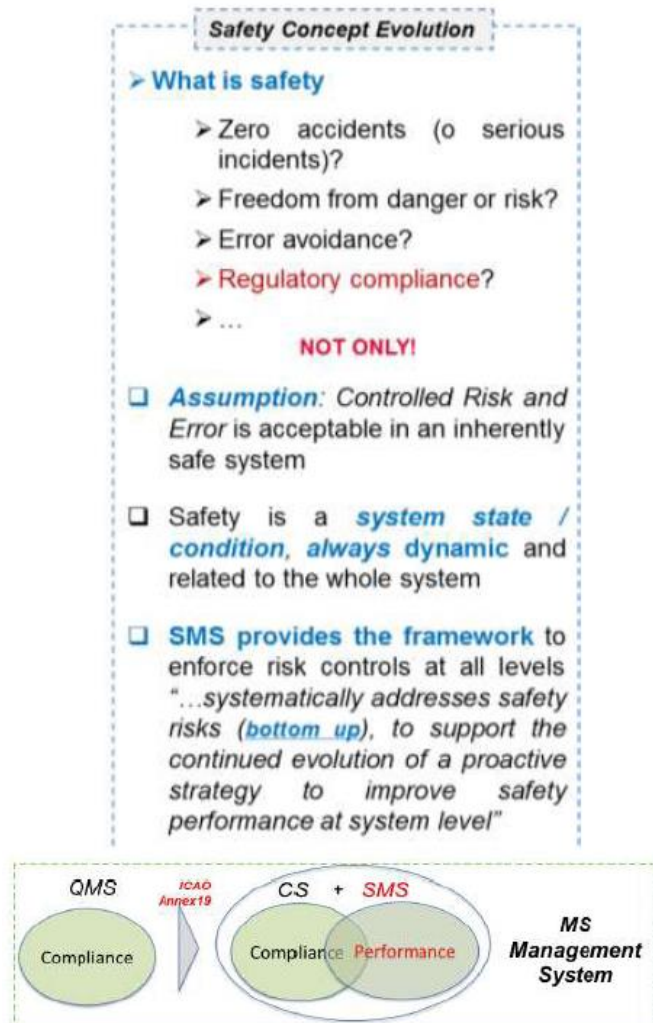 Safety Concept Evolution
➢ What is safety
➢ Zero accidents (o serious
incidents)?
➢ Freedom from danger or risk?
➢ Error avoidance?
➢ Regulatory compliance?
➢ ...
NOT ONLY!
❑ Assumption: Controlled Risk and
Error is acceptable in an inherently
safe system
❑ Safety is a system state /
condition, always dynamic and
related to the whole system
❑ SMS provides the framework to
enforce risk controls at all levels
“...systematically addresses safety
risks (bottom up), to support the
continued evolution of a proactive
strategy to improve safety
performance at system level”
QMS
ICAO
Annex19
CS + SMS
Compliance
Compliance Performance
MS
Management
System